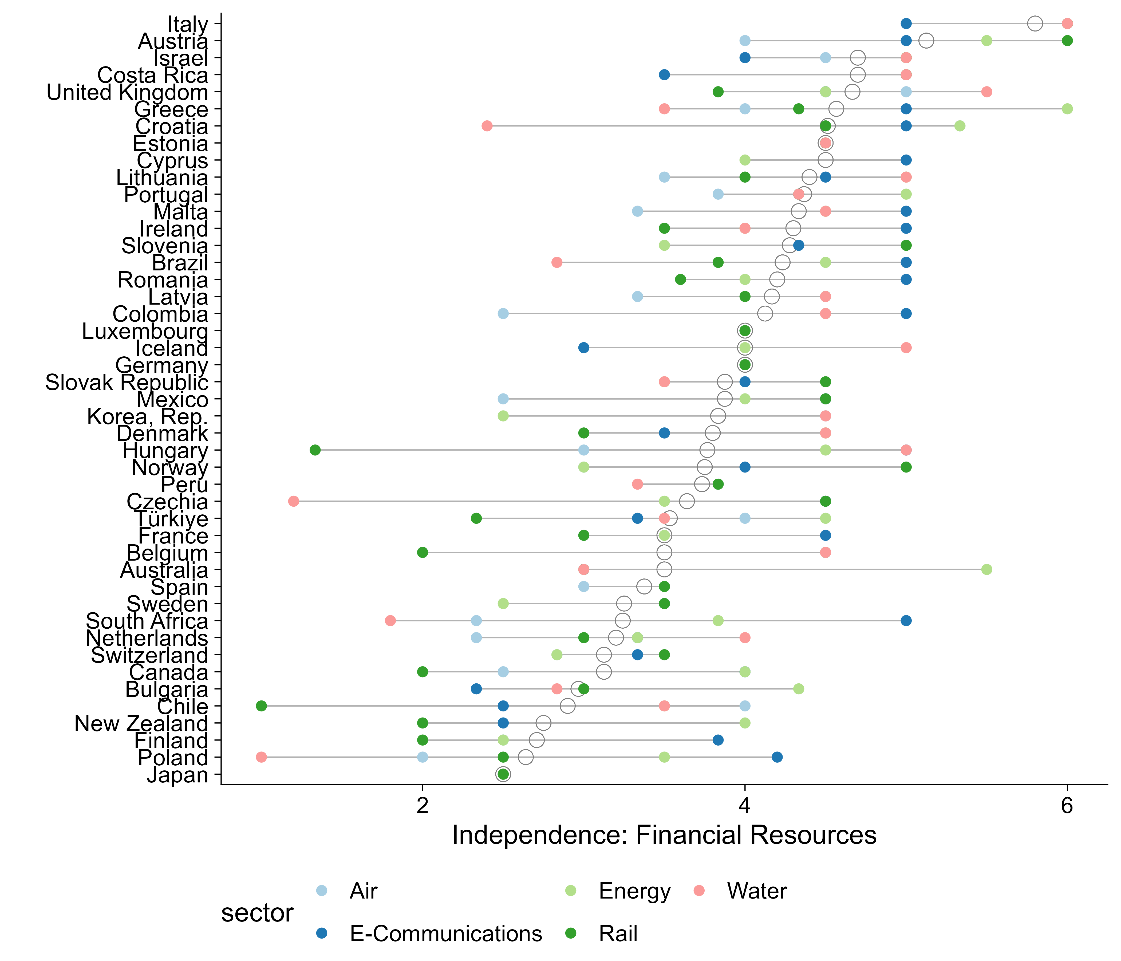 Italy
Austria
Israel
Costa Rica
United Kingdom
Greece
Croatia
Estonia
Cyprus
Lithuania
Portugal
Malta
Ireland
Slovenia
Brazil
Romania
Latvia
Colombia
Luxembourg
Iceland
Germany
Slovak Republic
Mexico
Korea, Rep.
Denmark
Hungary
Norway
Peru
Czechia
Türkiye
France
Belgium
Australia
Spain
Sweden
South Africa
Netherlands
Switzerland
Canada
Bulgaria
Chile
New Zealand
Finland
Poland
Japan
2 4 6
Independence: Financial Resources
sector
Air Energy Water
E-Communications Rail